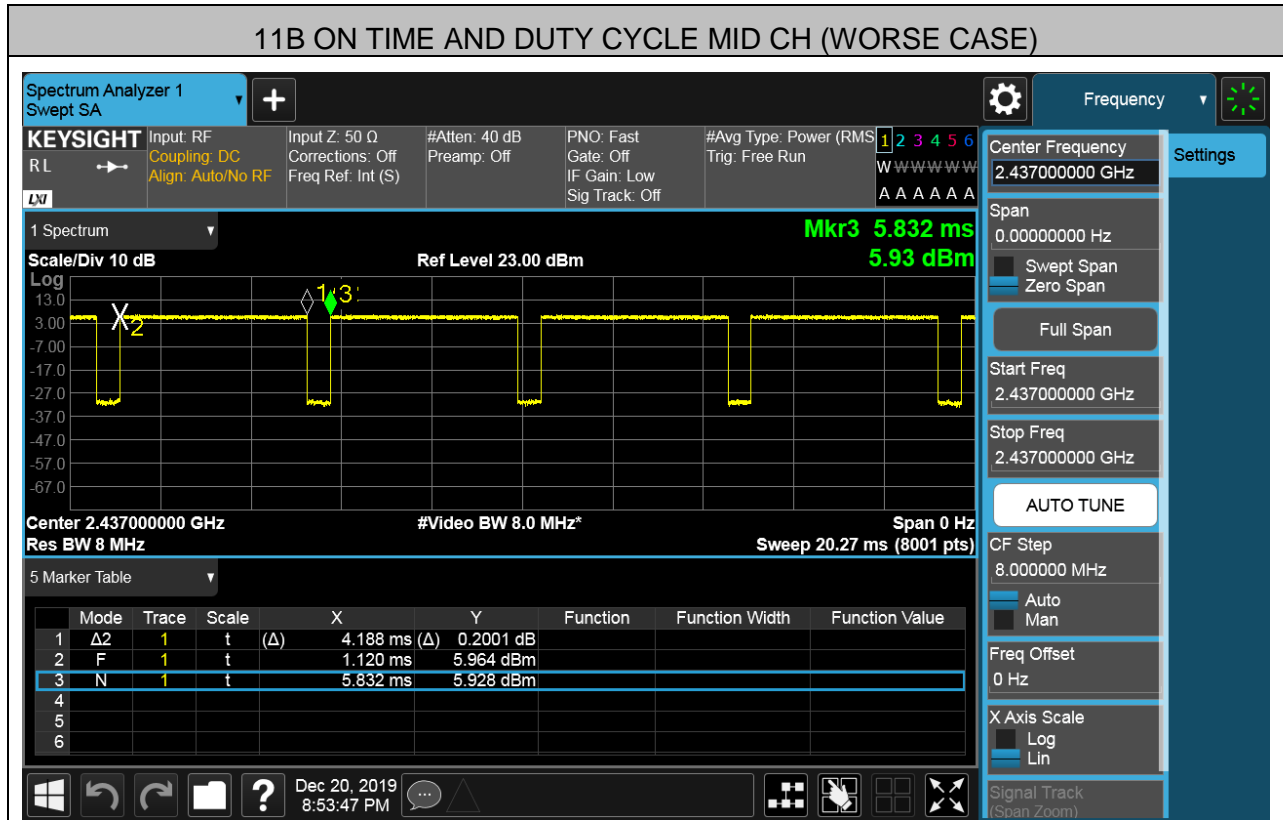 11B ON TIME AND DUTY CYCLE MID CH (WORSE CASE)
Spectrum Analyzer 1
Swept SA
Frequency
KEYSIGHT
RL
LXI
Input: RF
Coupling: DC
Align: Auto/No RF
Input Z: 50 Ω
Corrections: Off
Freq Ref: Int (S)
#Atten: 40 dB
Preamp: Off
PNO: Fast
Gate: Off
IF Gain: Low
Sig Track: Off
#Avg Type: Power (RMS
Trig: Free Run
1 2 3 4 5 6
W W W W W W
A A A A A A
1 Spectrum
Mkr3 5.832 ms
5.93 dBm
Scale/Div 10 dB
Ref Level 23.00 dBm
Log
13.0
3.00
-7.00
-17.0
-27.0
-37.0
-47.0
-57.0
-67.0
2
3
Center 2.437000000 GHz
#Video BW 8.0 MHz*
Span 0 Hz
Res BW 8 MHz
Sweep 20.27 ms (8001 pts)
5 Marker Table
Mode Trace Scale X Y Function Function Width Function Value
1 Δ2 1 t (Δ) 4.188 ms (Δ) 0.2001 dB
2 F 1 t 1.120 ms 5.964 dBm
3 N 1 t 5.832 ms 5.928 dBm
4
5
6
Dec 20, 2019
8:53:47 PM
Settings
Center Frequency
2.437000000 GHz
Span
0.00000000 Hz
Swept Span
Zero Span
Full Span
Start Freq
2.437000000 GHz
Stop Freq
2.437000000 GHz
AUTO TUNE
CF Step
8.000000 MHz
Auto
Man
Freq Offset
0 Hz
X Axis Scale
Log
Lin
Signal Track
(Span Zoom)